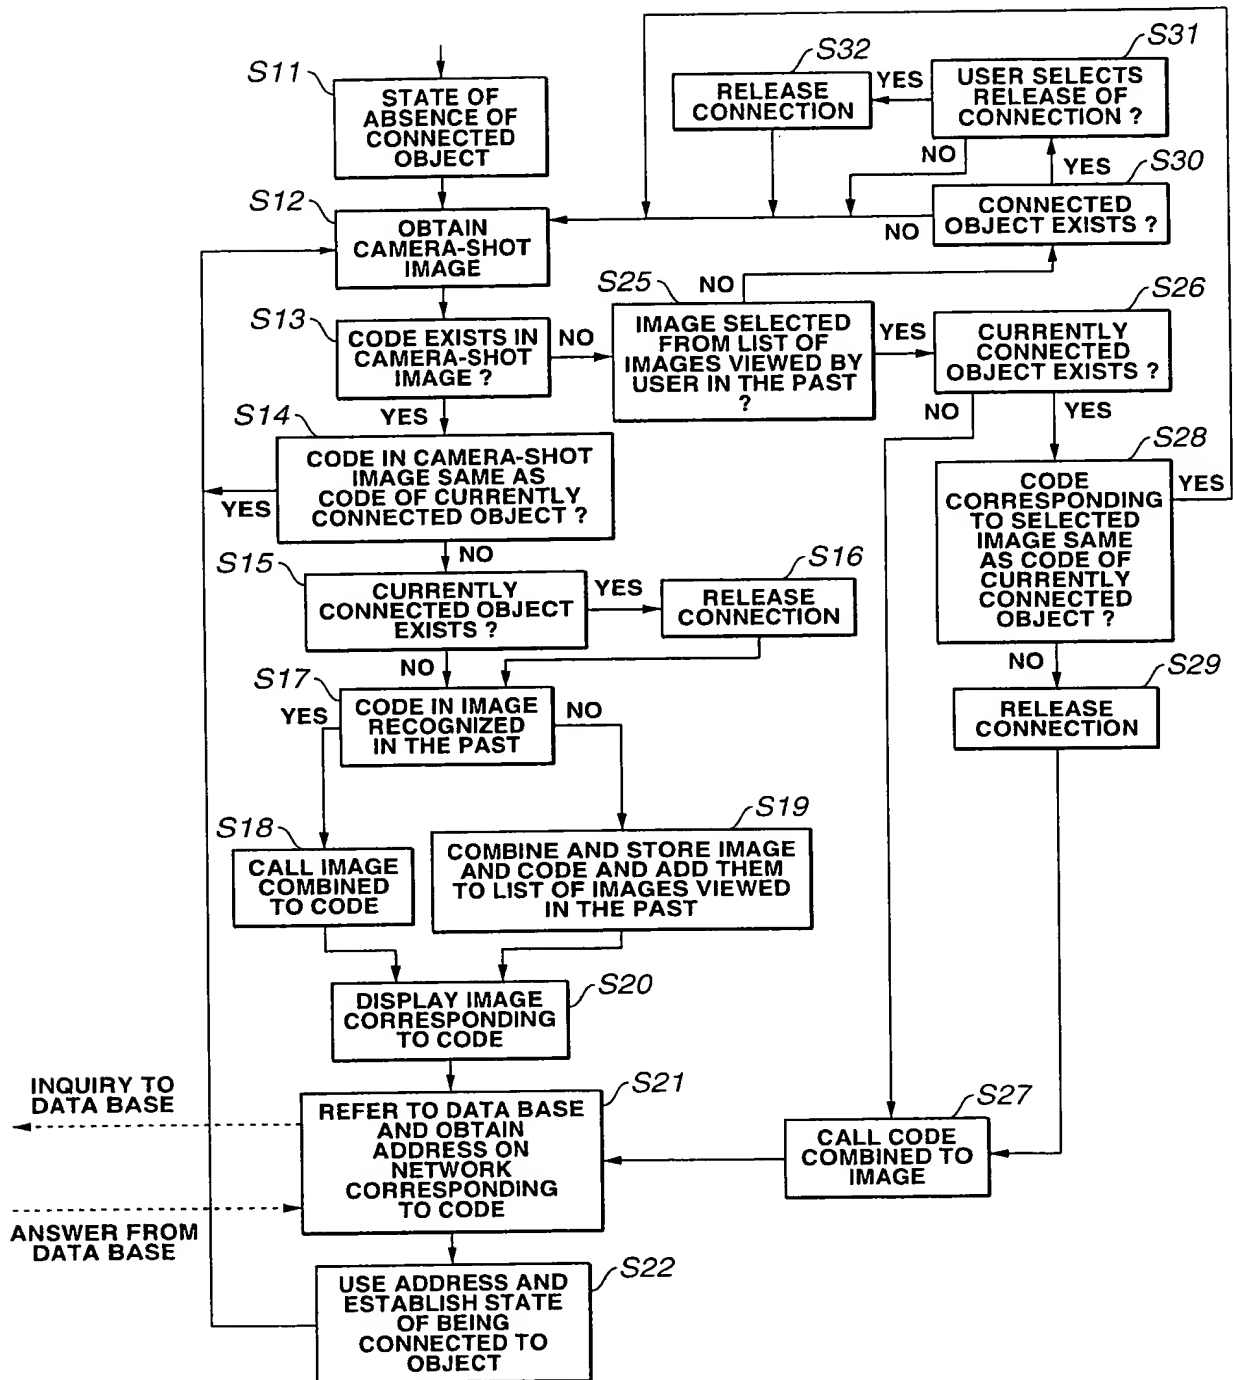 S11
STATE OF
ABSENCE OF
CONNECTED
OBJECT
S12
OBTAIN
CAMERA-SHOT
IMAGE
S13
CODE EXISTS IN
CAMERA-SHOT
IMAGE ?
NO
YES
S14
CODE IN CAMERA-SHOT
IMAGE SAME AS
CODE OF CURRENTLY
CONNECTED OBJECT ?
YES
NO
S15
CURRENTLY
CONNECTED OBJECT
EXISTS ?
YES
NO
S16
RELEASE
CONNECTION
S17
CODE IN IMAGE
RECOGNIZED
IN THE PAST
YES
NO
S18
CALL IMAGE
COMBINED
TO CODE
S19
COMBINE AND STORE IMAGE
AND CODE AND ADD THEM
TO LIST OF IMAGES VIEWED
IN THE PAST
S20
DISPLAY IMAGE
CORRESPONDING
TO CODE
S21
REFER TO DATA BASE
AND OBTAIN
ADDRESS ON
NETWORK
CORRESPONDING
TO CODE
INQUIRY TO
DATA BASE
ANSWER FROM
DATA BASE
S22
USE ADDRESS AND
ESTABLISH STATE
OF BEING
CONNECTED TO
OBJECT
S25
IMAGE SELECTED
FROM LIST OF
IMAGES VIEWED BY
USER IN THE PAST
?
NO
YES
S26
CURRENTLY
CONNECTED
OBJECT EXISTS ?
NO
YES
S27
CALL CODE
COMBINED TO
IMAGE
S28
CODE
CORRESPONDING
TO SELECTED
IMAGE SAME
AS CODE OF
CURRENTLY
CONNECTED
OBJECT ?
YES
NO
S29
RELEASE
CONNECTION
S30
CONNECTED
OBJECT EXISTS ?
NO
YES
S31
USER SELECTS
RELEASE OF
CONNECTION ?
YES
NO
S32
RELEASE
CONNECTION